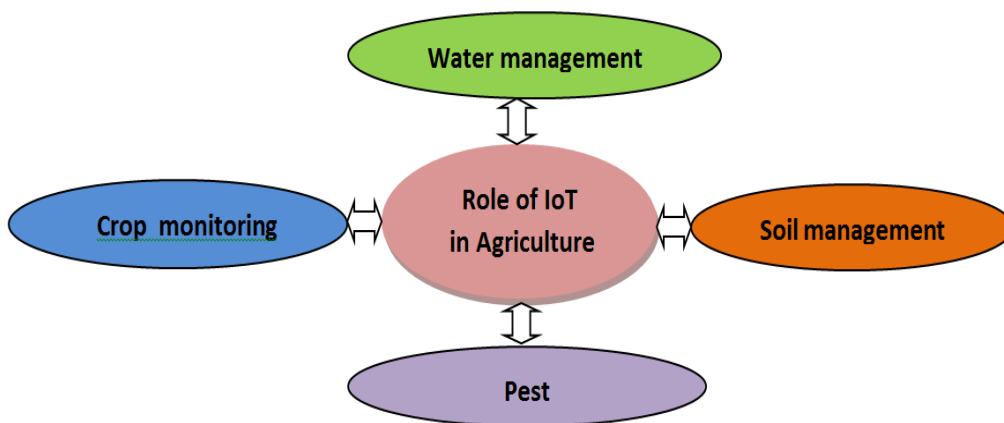 Water management
Crop monitoring
Role of IoT
in Agriculture
Soil management
Pest